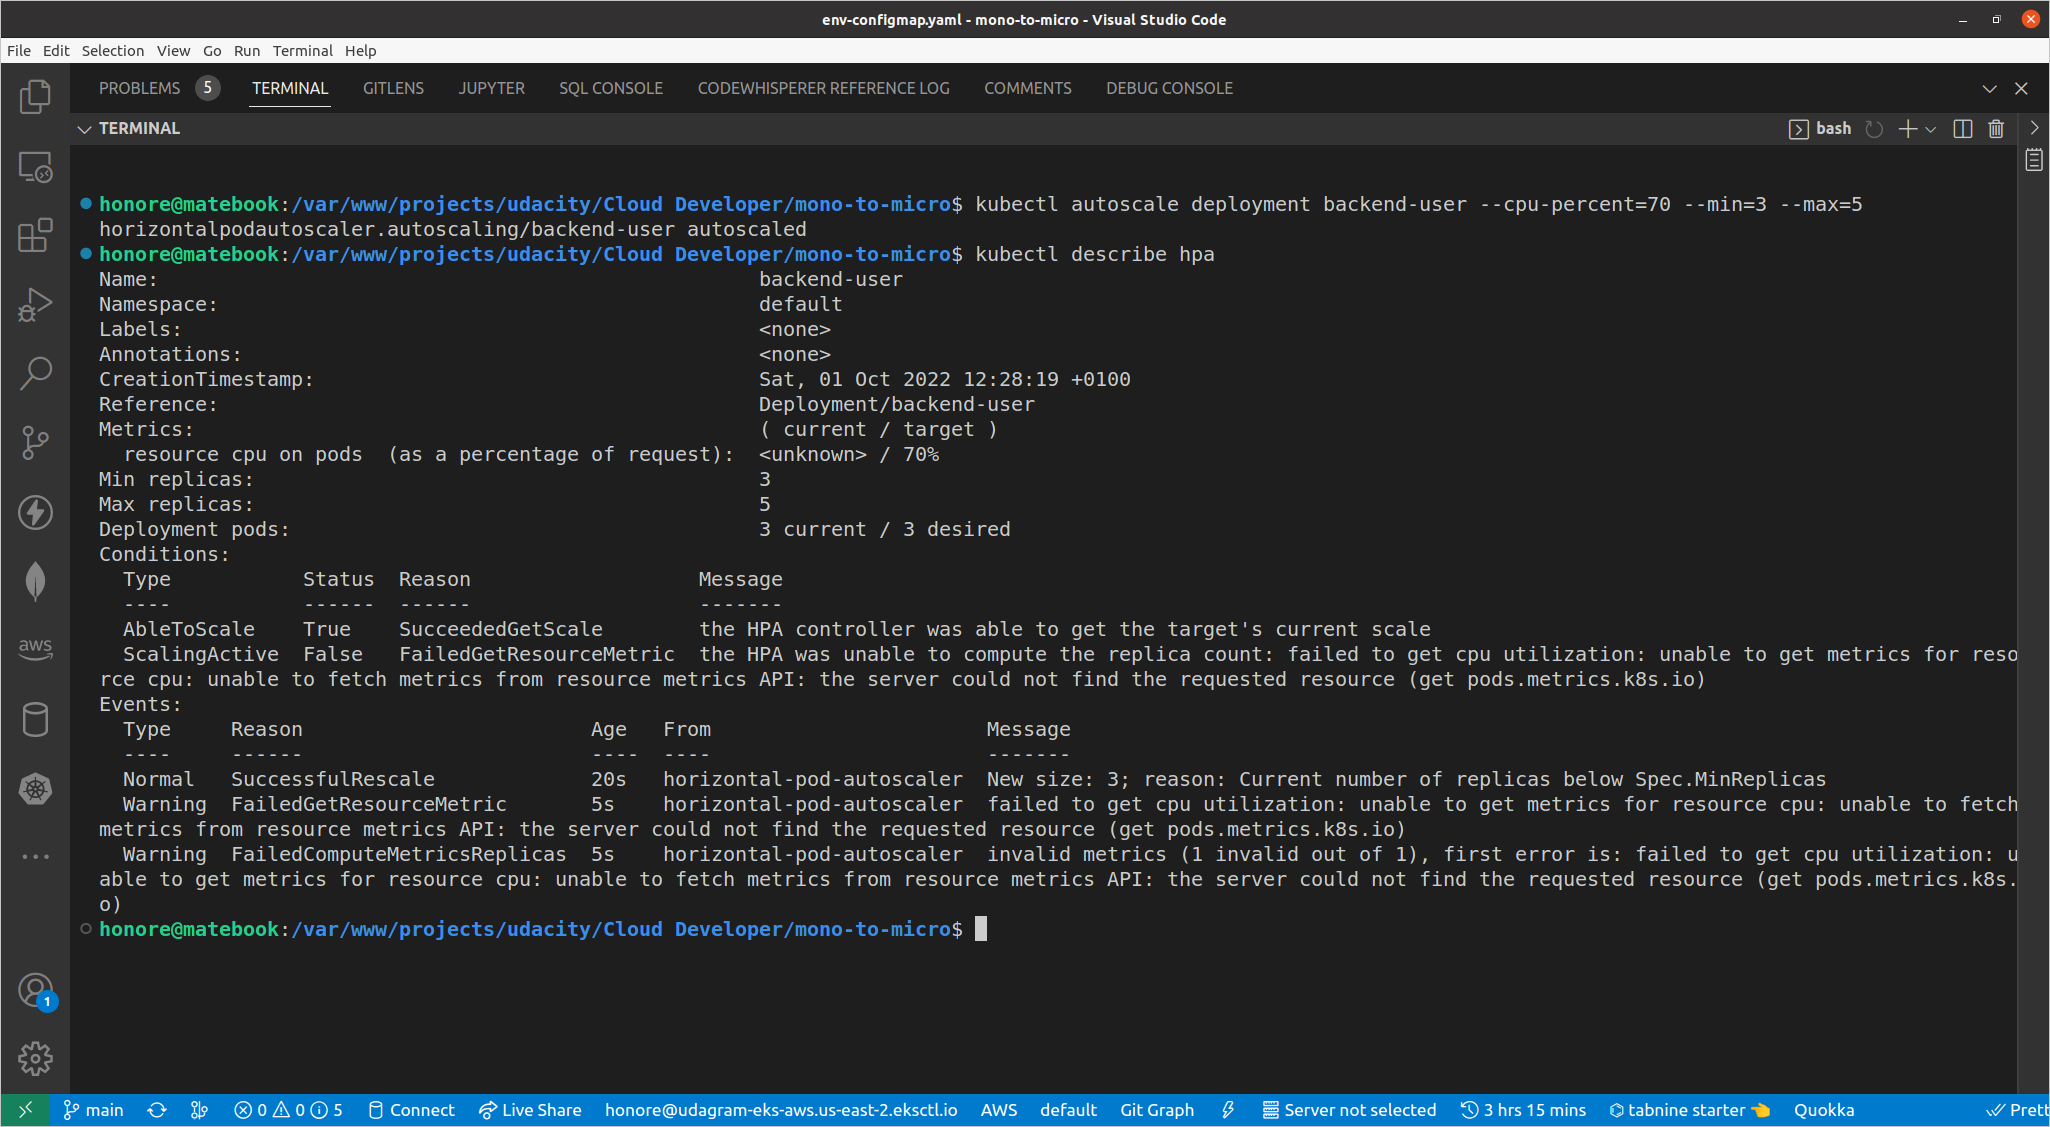 env-configmap.yaml - mono-to-micro - Visual Studio Code
File Edit Selection View Go Run Terminal Help
PROBLEMS 5 TERMINAL GITLENS JUPYTER SQL CONSOLE CODEWHISPERER REFERENCE LOG COMMENTS DEBUG CONSOLE
TERMINAL bash
honore@matebook:/var/www/projects/udacity/Cloud Developer/mono-to-micro$ kubectl autoscale deployment backend-user --cpu-percent=70 --min=3 --max=5
horizontalpodautoscaler.autoscaling/backend-user autoscaled
honore@matebook:/var/www/projects/udacity/Cloud Developer/mono-to-micro$ kubectl describe hpa
Name: backend-user
Namespace: default
Labels: <none>
Annotations: <none>
CreationTimestamp: Sat, 01 Oct 2022 12:28:19 +0100
Reference: Deployment/backend-user
Metrics: ( current / target )
resource cpu on pods (as a percentage of request): <unknown> / 70%
Min replicas: 3
Max replicas: 5
Deployment pods: 3 current / 3 desired
Conditions:
Type Status Reason Message
---- ------ ------ -------
AbleToScale True SucceededGetScale the HPA controller was able to get the target's current scale
ScalingActive False FailedGetResourceMetric the HPA was unable to compute the replica count: failed to get cpu utilization: unable to get metrics for reso
rce cpu: unable to fetch metrics from resource metrics API: the server could not find the requested resource (get pods.metrics.k8s.io)
Events:
Type Reason Age From Message
---- ------ ---- ---- -------
Normal SuccessfulRescale 20s horizontal-pod-autoscaler New size: 3; reason: Current number of replicas below Spec.MinReplicas
Warning FailedGetResourceMetric 5s horizontal-pod-autoscaler failed to get cpu utilization: unable to get metrics for resource cpu: unable to fetch
metrics from resource metrics API: the server could not find the requested resource (get pods.metrics.k8s.io)
Warning FailedComputeMetricsReplicas 5s horizontal-pod-autoscaler invalid metrics (1 invalid out of 1), first error is: failed to get cpu utilization: u
able to get metrics for resource cpu: unable to fetch metrics from resource metrics API: the server could not find the requested resource (get pods.metrics.k8s.
o)
honore@matebook:/var/www/projects/udacity/Cloud Developer/mono-to-micro$
aws
1
main 0 0 5 Connect Live Share honore@udagram-eks-aws.us-east-2.eksctl.io AWS default Git Graph Server not selected 3 hrs 15 mins tabnine starter 👈 Quokka Prett